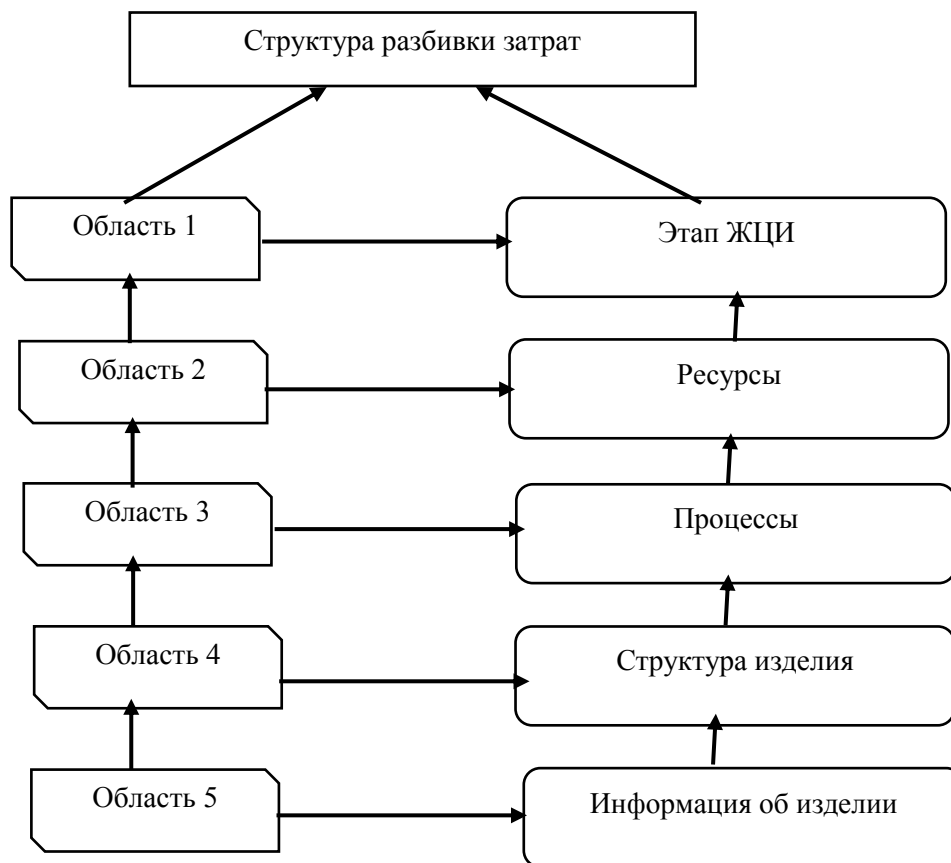 Структура разбивки затрат
Область 1
Этап ЖЦИ
Область 2
Ресурсы
Область 3
Процессы
Область 4
Структура изделия
Область 5
Информация об изделии